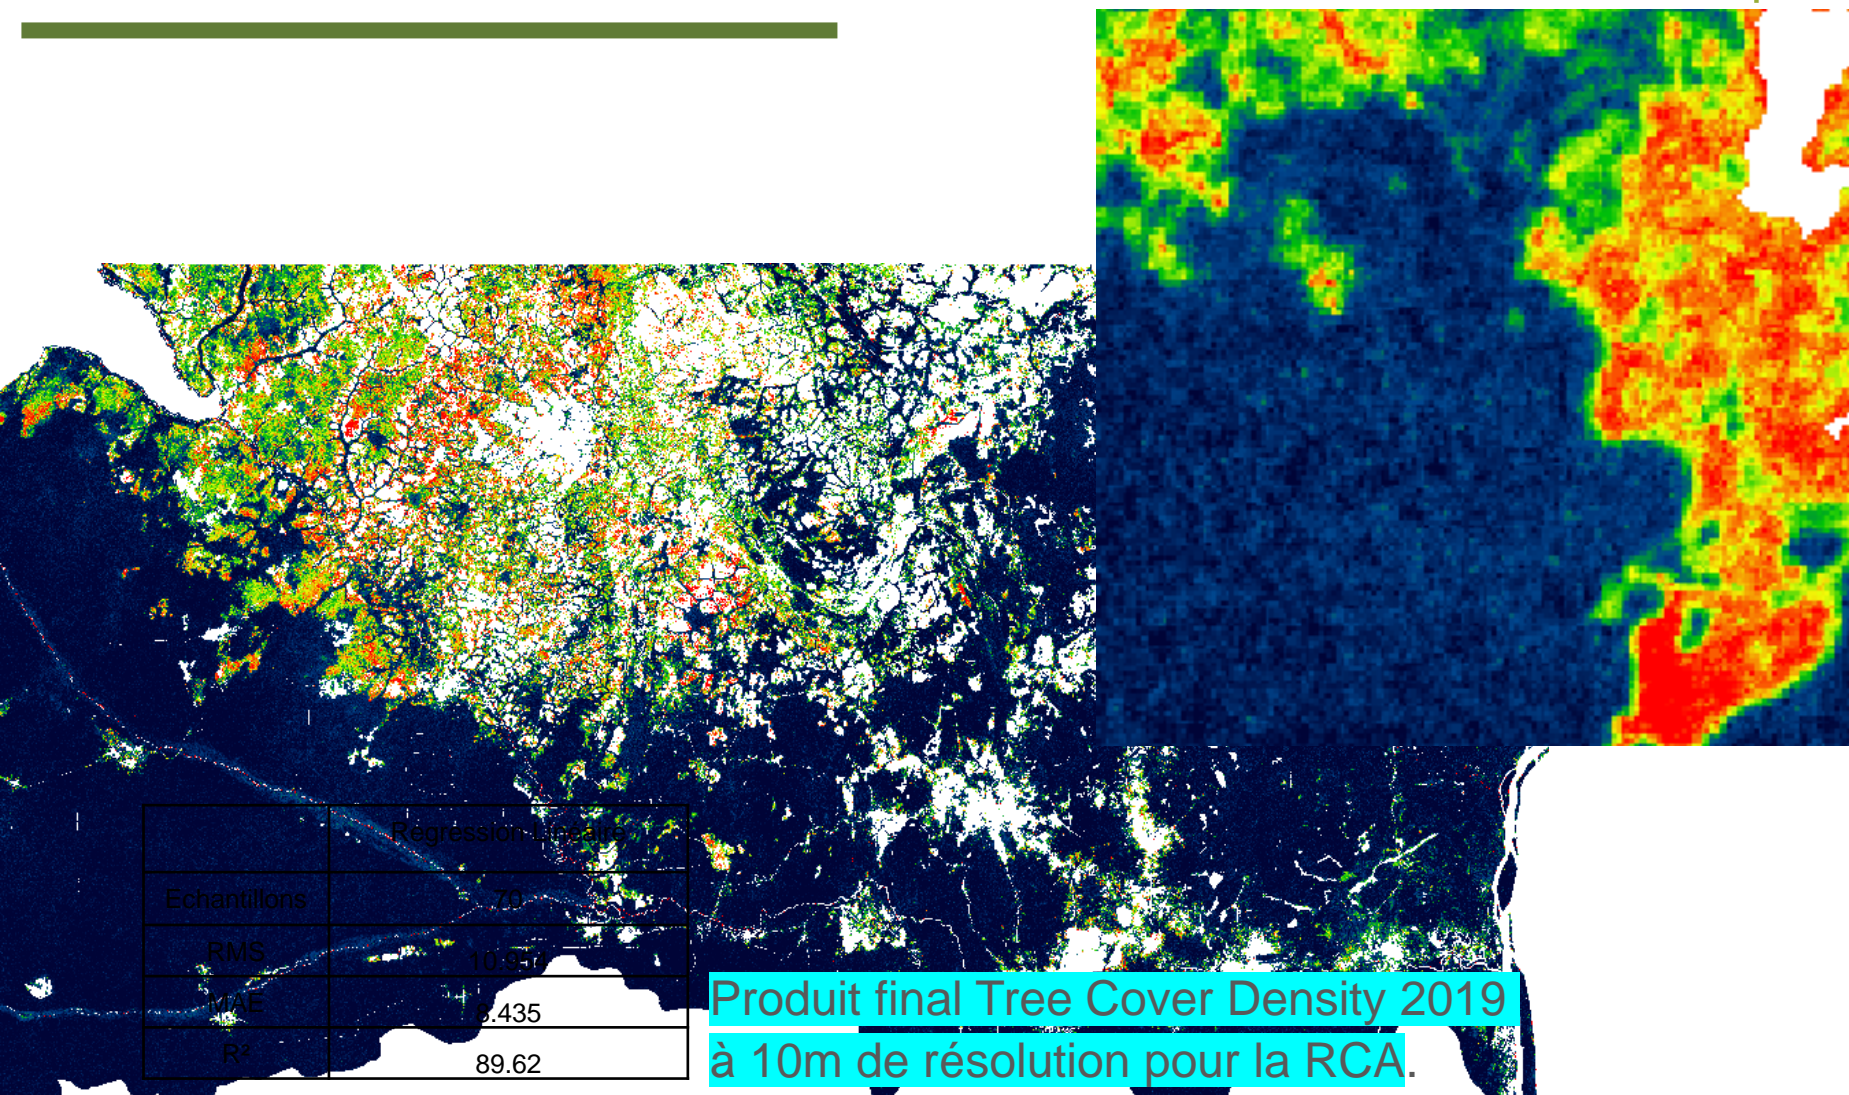 Régression Linéaire
Echantillons 70
RMS
MAE 8.435
R² 89.62
Produit final Tree Cover Density 2019
à 10m de résolution pour la RCA.